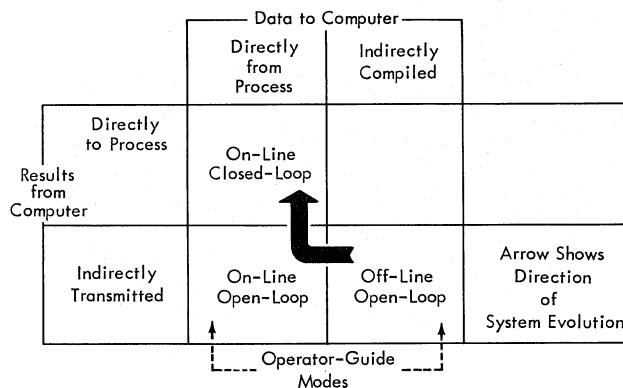 Data to Computer
Directly
from
Process
Indirectly
Compiled
Directly
to Process
Results
from
Computer
On-Line
Closed-Loop
Indirectly
Transmitted
On-Line
Open-Loop
Off-Line
Open-Loop
Arrow Shows
Direction
of
System Evolution
Operator-Guide
Modes